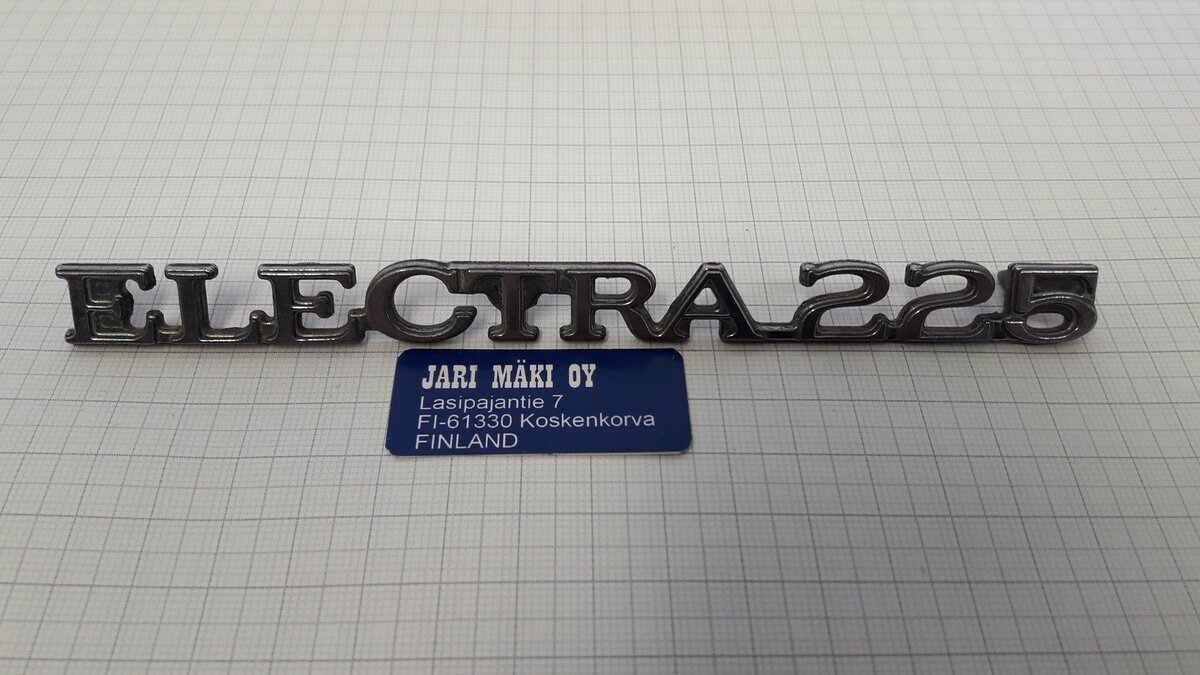 ELECTRA 225
JARI MÄKI OY
Lasipajantie 7
FI-61330 Koskenkorva
FINLAND